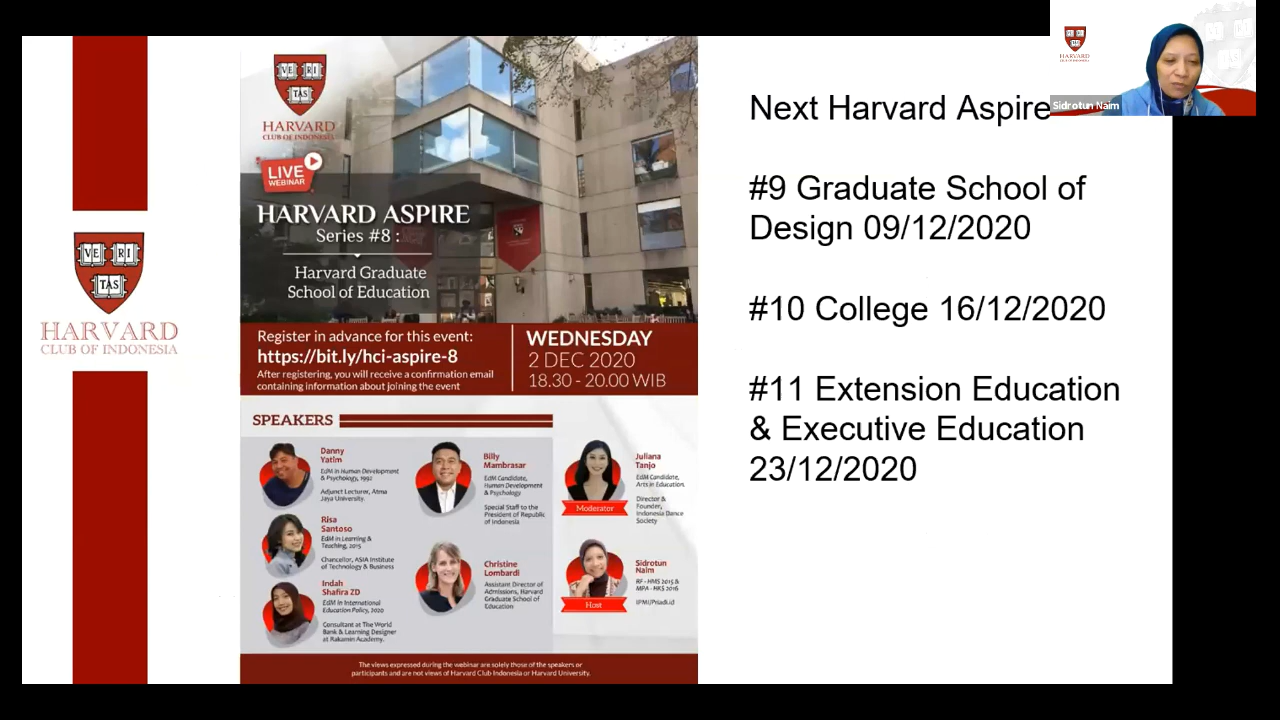 VE RI
TAS
HARVARD
CLUB OF INDONESIA
VE RI
TAS
HARVARD
CLUB OF INDONESIA
LIVE
WEBINAR
HARVARD ASPIRE
Series #8 :
Harvard Graduate
School of Education
Register in advance for this event:
https://bit.ly/hci-aspire-8
After registering, you will receive a confirmation email
containing information about joining the event
WEDNESDAY
2 DEC 2020
18.30 - 20.00 WIB
SPEAKERS
Danny
Yatim
EdM in Human Development
& Psychology, 1992
Adjunct Lecturer, Atma
Jaya University.
Risa
Santoso
EdM in Learning &
Teaching, 2015
Chancellor, ASIA Institute
of Technology & Business
Indah
Shafira ZD
EdM in International
Education Policy, 2020
Consultant at The World
Bank & Learning Designer
at Rakamin Academy.
Billy
Mambrasar
EdM Candidate,
Human Development
& Psychology
Special Staff to the
President of Republic
of Indonesia
Christine
Lombardi
Assistant Director of
Admissions, Harvard
Graduate School of
Education
Juliana
Tanjo
EdM Candidate,
Arts in Education.
Director &
Founder,
Indonesia Dance
Society
Moderator
Sidrotun
Naim
RF - HMS 2015 &
MPA - HKS 2016
IPMI/Priadi.id
Host
The views expressed during the webinar are solely those of the speakers or
participants and are not views of Harvard Club Indonesia or Harvard University.
Next Harvard Aspire
#9 Graduate School of
Design 09/12/2020
#10 College 16/12/2020
#11 Extension Education
& Executive Education
23/12/2020
Sidrotun Naim